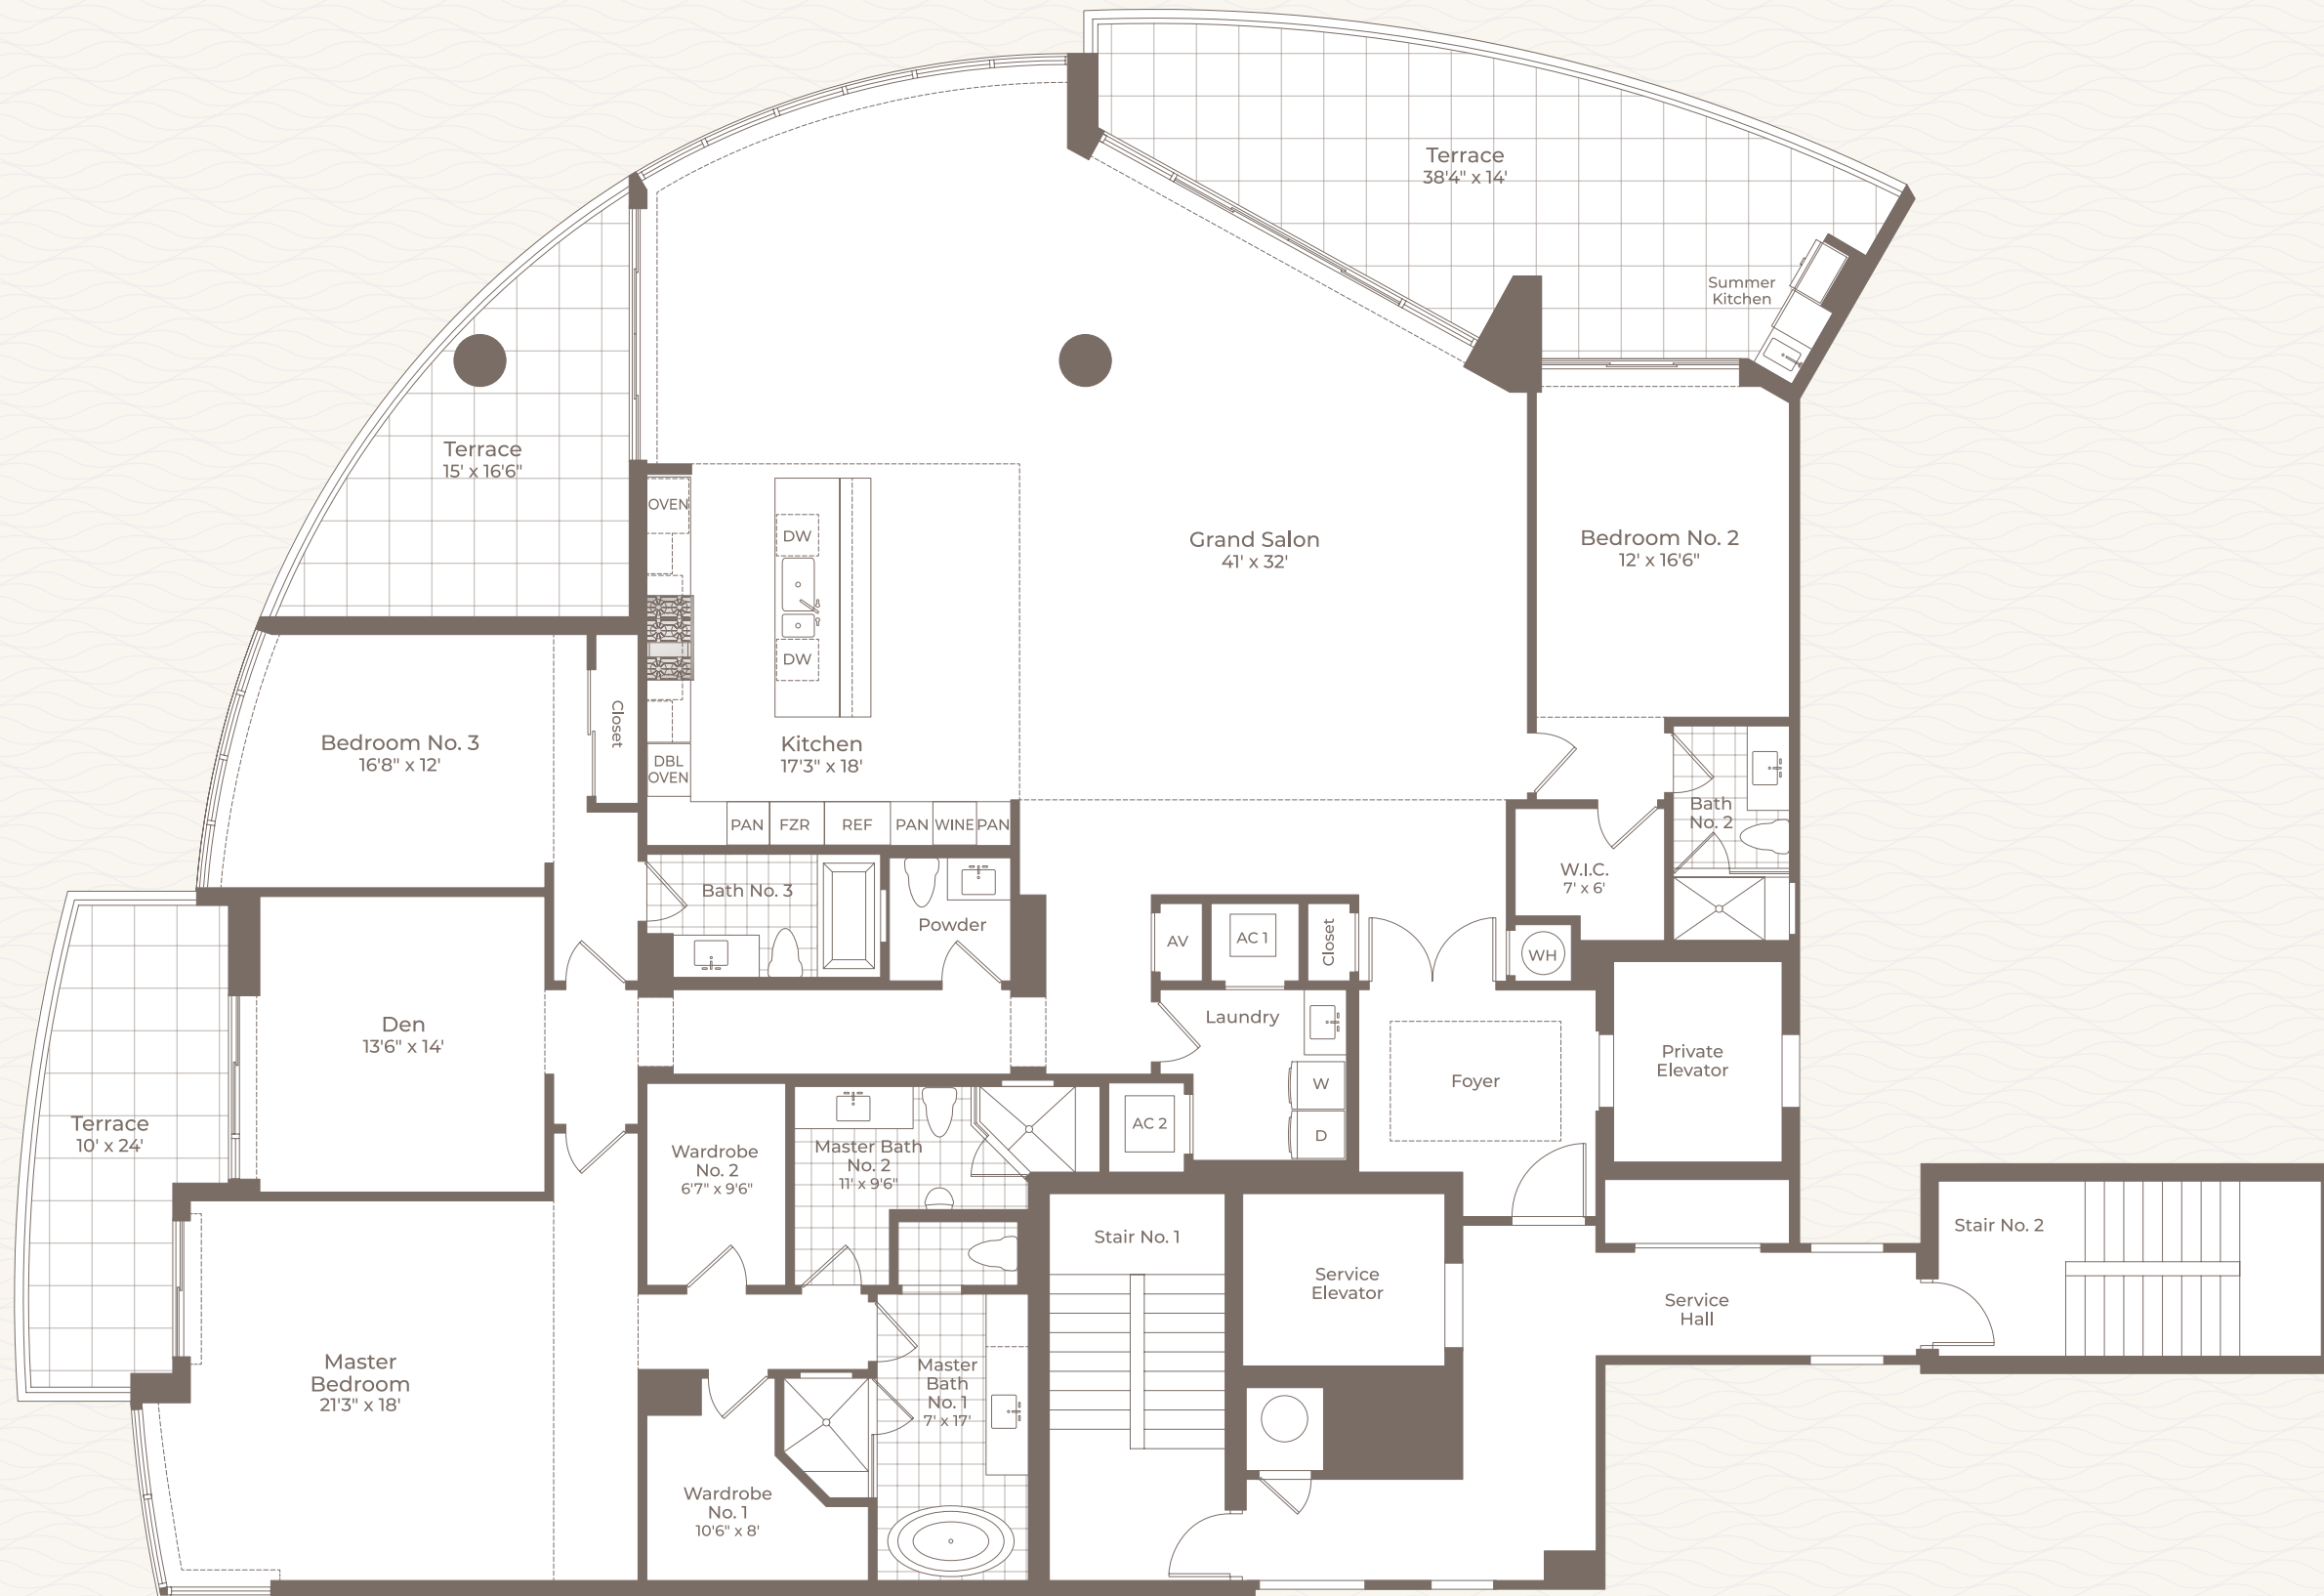 Terrace
38'4" x 14'
Summer
Kitchen
Terrace
15' x 16'6"
OVEN
DW
DW
DBL
OVEN
Kitchen
17'3" x 18'
PAN
FZR
REF
PAN
WINE
PAN
Grand Salon
41' x 32'
Bedroom No. 2
12' x 16'6"
Closet
Bedroom No. 3
16'8" x 12'
Bath
No. 2
W.I.C.
7' x 6'
Bath No. 3
Powder
AV
AC 1
Closet
WH
Den
13'6" x 14'
Laundry
W
D
Foyer
Private
Elevator
Terrace
10' x 24'
AC 2
Wardrobe
No. 2
6'7" x 9'6"
Master Bath
No. 2
11' x 9'6"
Stair No. 1
Service
Elevator
Stair No. 2
Service
Hall
Master
Bedroom
21'3" x 18'
Master
Bath
No. 1
7' x 17'
Wardrobe
No. 1
10'6" x 8'